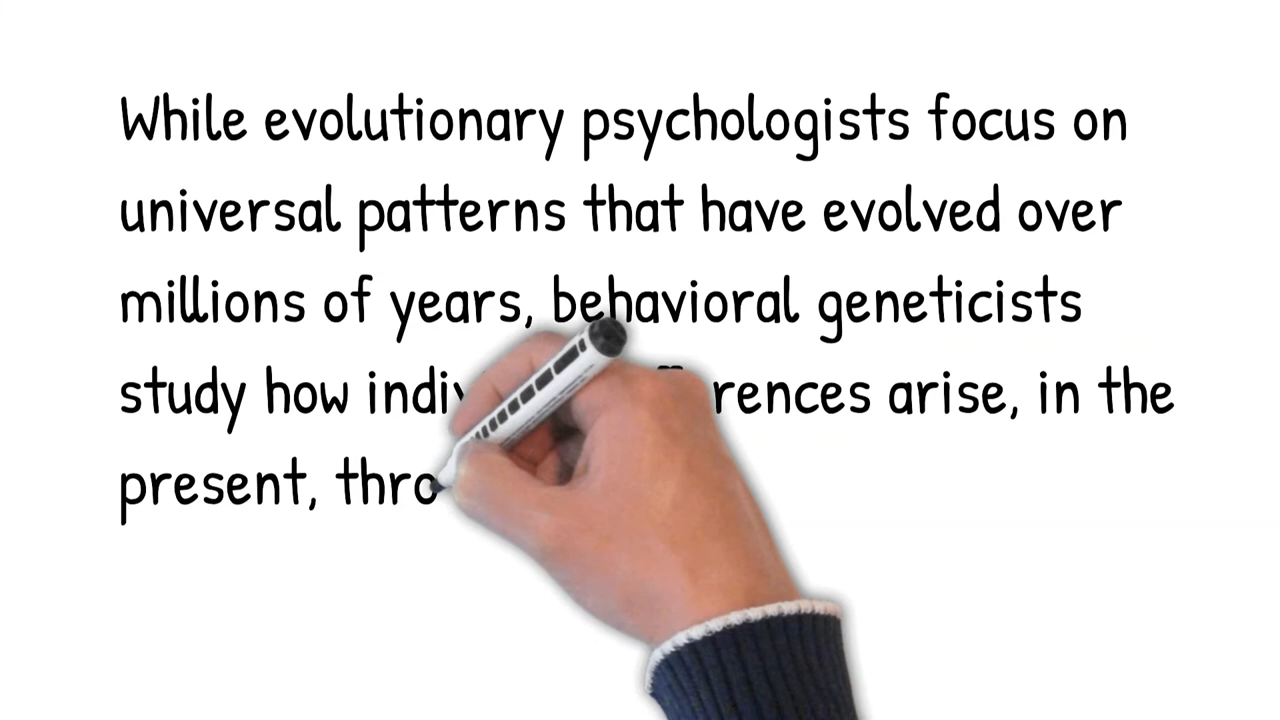 While evolutionary psychologists focus on
universal patterns that have evolved over
millions of years, behavioral geneticists
study how arise, in the
present,